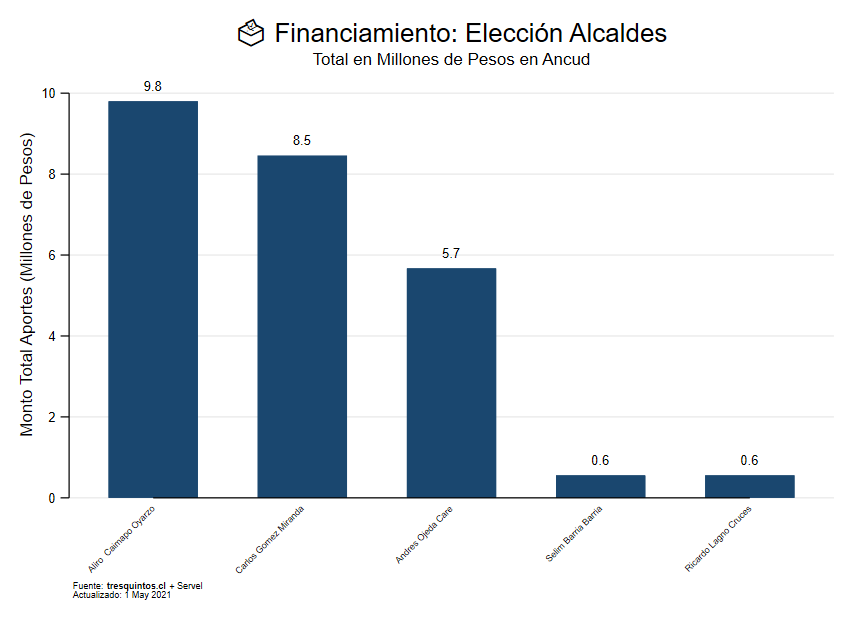 Financiamiento: Elección Alcaldes
Total en Millones de Pesos en Ancud
Monto Total Aportes (Millones de Pesos)
10
8
6
4
2
0
9.8
8.5
5.7
0.6
0.6
Aliro Caimapo Oyarzo
Carlos Gomez Miranda
Andres Ojeda Care
Selim Barria Barria
Ricardo Lagno Cruces
Fuente: tresquintos.cl + Servel
Actualizado: 1 May 2021